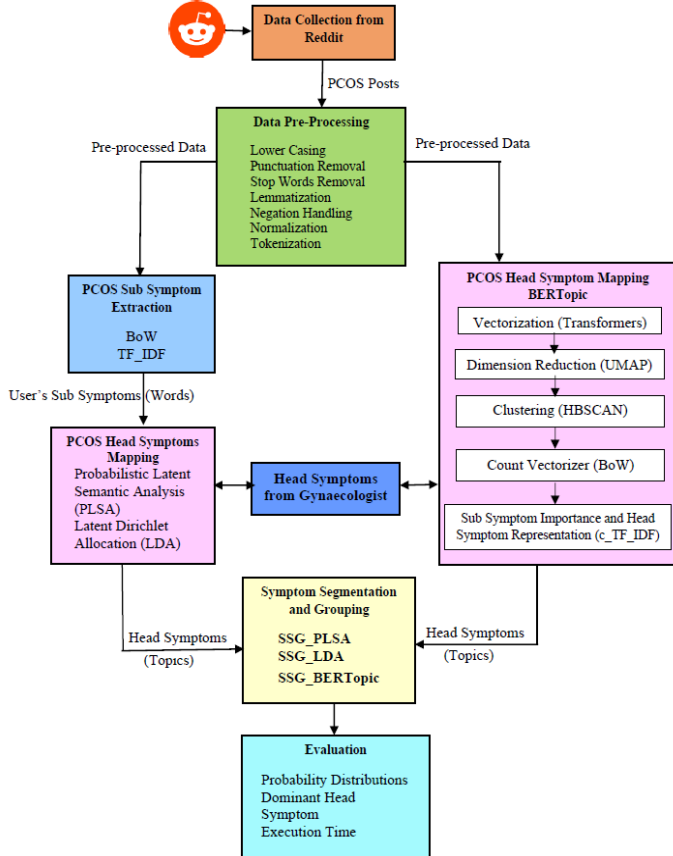 Data Collection from
Reddit
PCOS Posts
Data Pre-Processing
Lower Casing
Punctuation Removal
Stop Words Removal
Lemmatization
Negation Handling
Normalization
Tokenization
Pre-processed Data
Pre-processed Data
PCOS Sub Symptom
Extraction
BoW
TF_IDF
User's Sub Symptoms (Words)
PCOS Head Symptoms
Mapping
Probabilistic Latent
Semantic Analysis
(PLSA)
Latent Dirichlet
Allocation (LDA)
Head Symptoms
from Gynaecologist
PCOS Head Symptom Mapping
BERTopic
Vectorization (Transformers)
Dimension Reduction (UMAP)
Clustering (HBSCAN)
Count Vectorizer (BoW)
Sub Symptom Importance and Head
Symptom Representation (c_TF_IDF)
Head Symptoms
(Topics)
Symptom Segmentation
and Grouping
SSG_PLSA
SSG_LDA
SSG_BERTopic
Head Symptoms
(Topics)
Evaluation
Probability Distributions
Dominant Head
Symptom
Execution Time